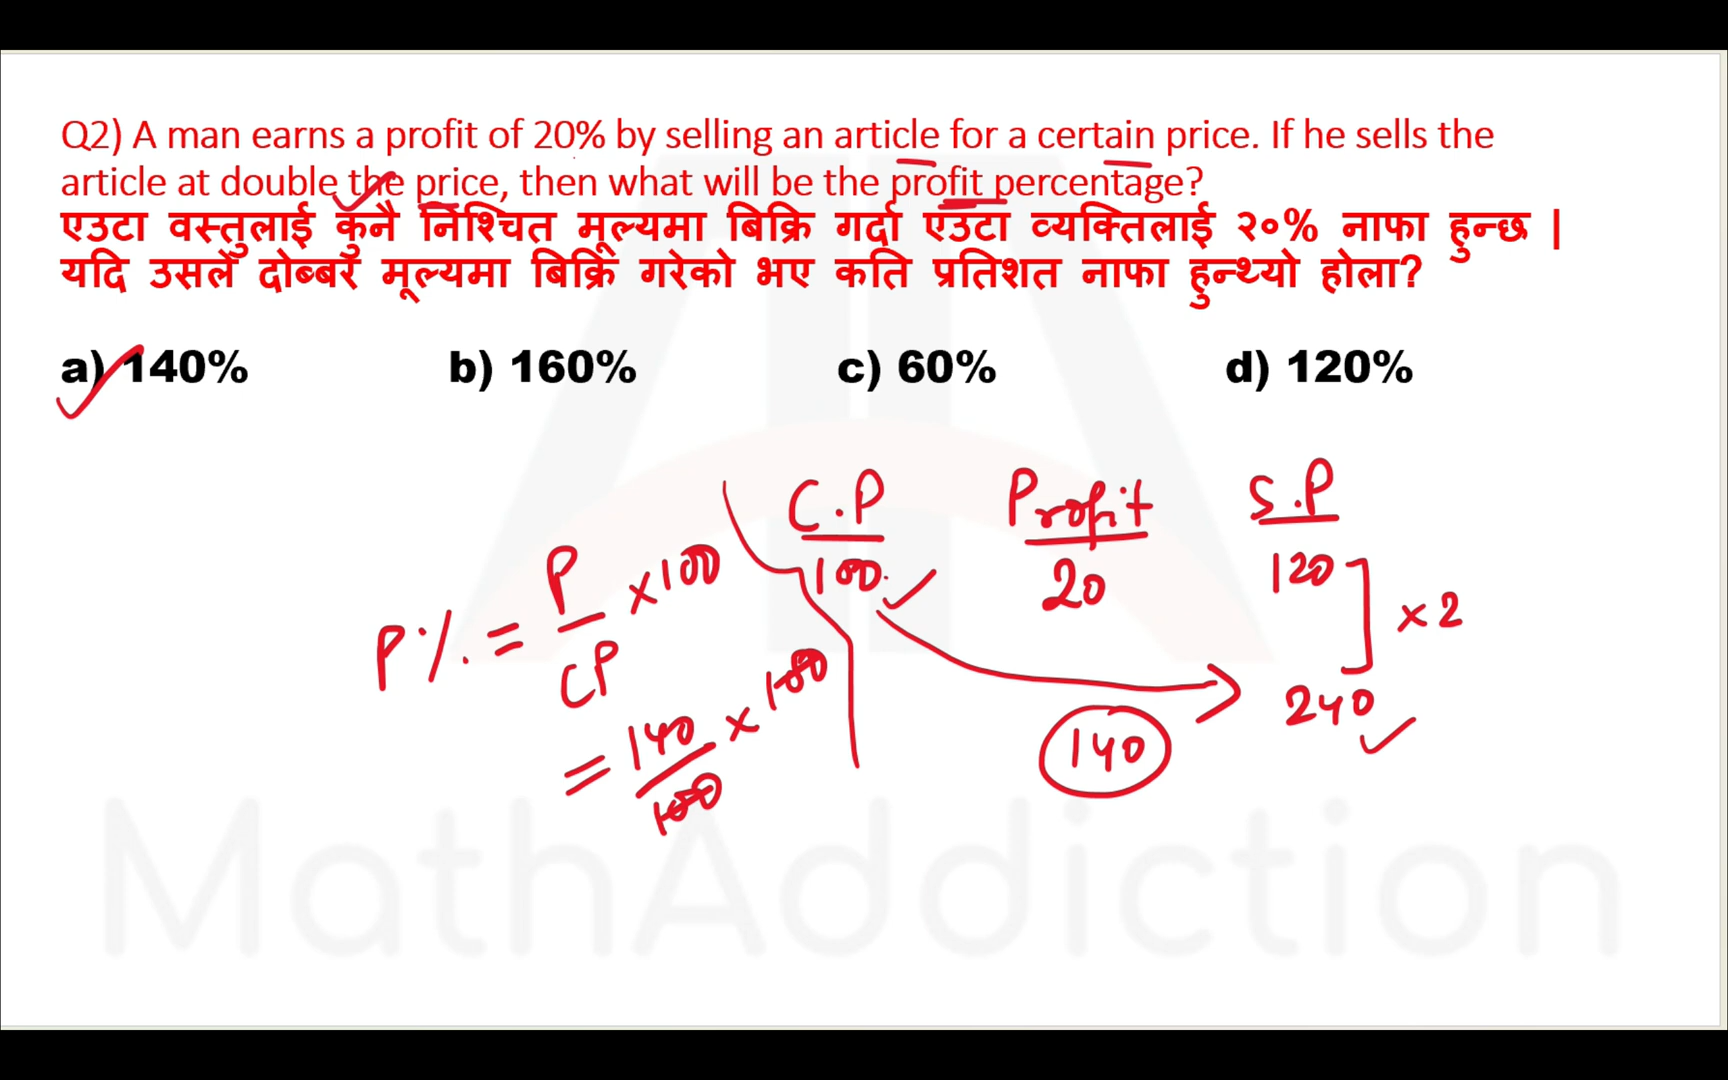 Q2) A man earns a profit of 20% by selling an article for a certain price. If he sells the
article at double the price, then what will be the profit percentage?
एउटा वस्तुलाई कुनै निश्चित मूल्यमा बिक्रि गर्दा एउटा व्यक्तिलाई २०% नाफा हुन्छ |
यदि उसले दोब्बर मूल्यमा बिक्रि गरेको भए कति प्रतिशत नाफा हुन्थ्यो होला?
a) 140% b) 160% c) 60% d) 120%
C.P Profit S.P
100 20 120
×2
240
140
P% = P/CP ×100
= 140/100 × 100
MathAddiction